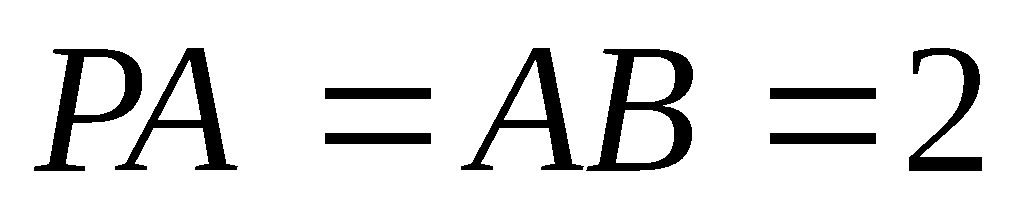 PA = AB = 2